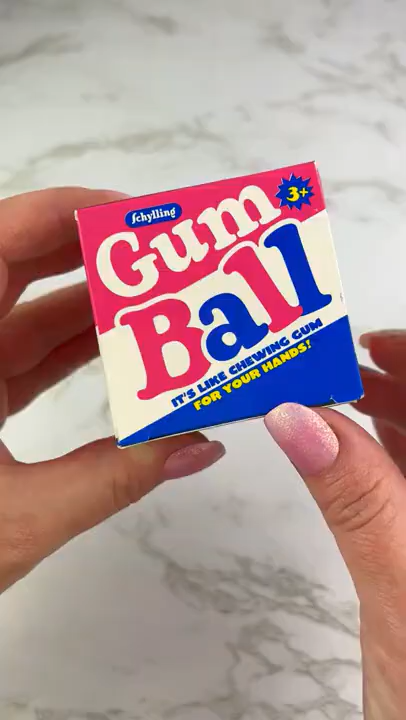 Schylling
3+
Gum
Ball
IT'S LIKE CHEWING GUM
FOR YOUR HANDS!